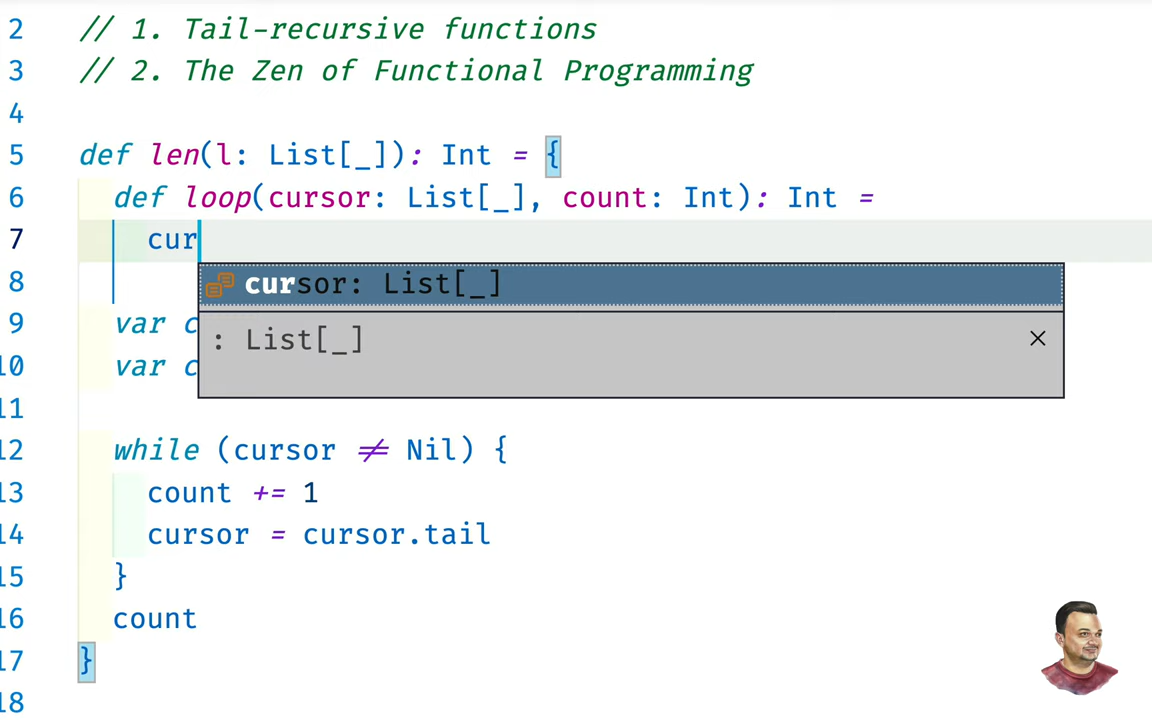 2 // 1. Tail-recursive functions
3 // 2. The Zen of Functional Programming
4
5 def len(l: List[_]): Int = {
6 def loop(cursor: List[_], count: Int): Int =
7 cur
8 cursor: List[_]
9 var c : List[_] ×
10 var c
11
12 while (cursor ≠ Nil) {
13 count += 1
14 cursor = cursor.tail
15 }
16 count
17 }
18